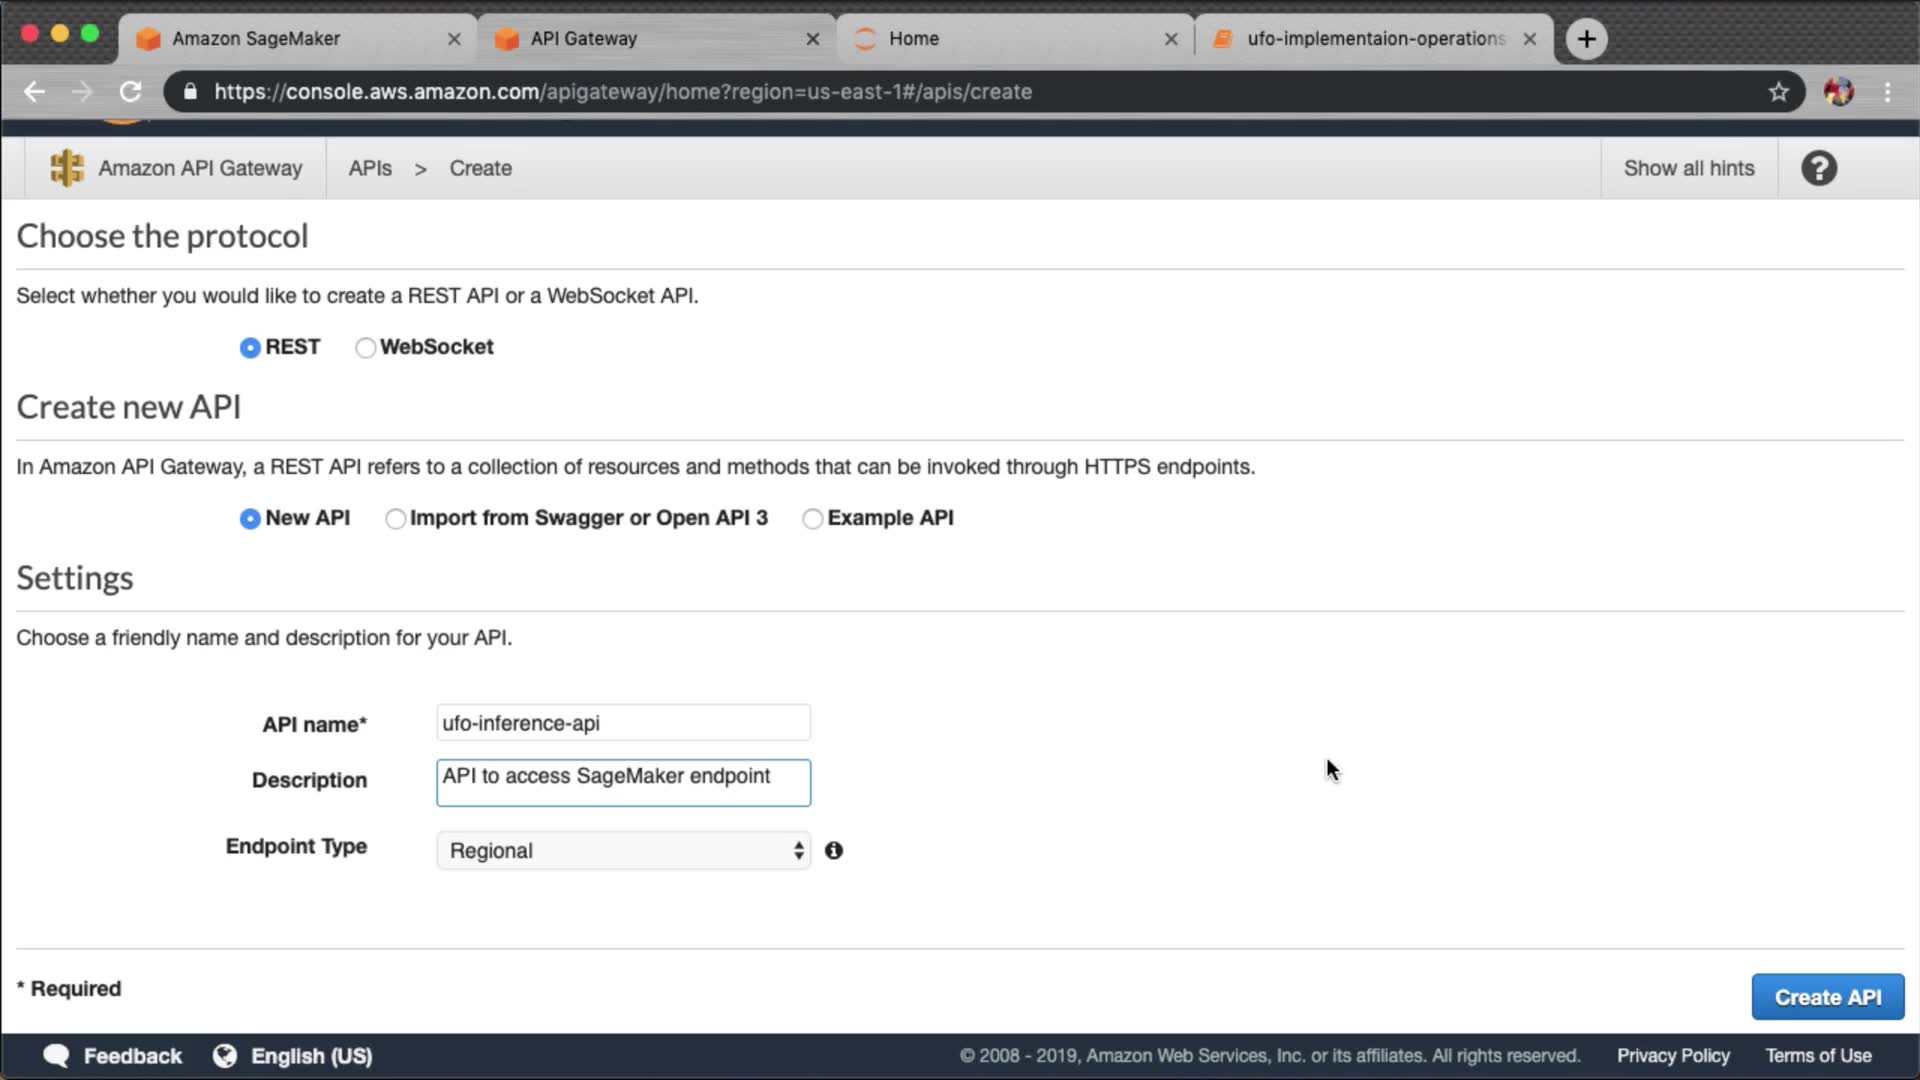 Amazon SageMaker
API Gateway
Home
ufo-implementaion-operations
https://console.aws.amazon.com/apigateway/home?region=us-east-1#/apis/create
Amazon API Gateway
APIs > Create
Show all hints
Choose the protocol
Select whether you would like to create a REST API or a WebSocket API.
REST WebSocket
Create new API
In Amazon API Gateway, a REST API refers to a collection of resources and methods that can be invoked through HTTPS endpoints.
New API Import from Swagger or Open API 3 Example API
Settings
Choose a friendly name and description for your API.
API name* ufo-inference-api
Description API to access SageMaker endpoint
Endpoint Type Regional
* Required
Create API
Feedback English (US) © 2008 - 2019, Amazon Web Services, Inc. or its affiliates. All rights reserved. Privacy Policy Terms of Use